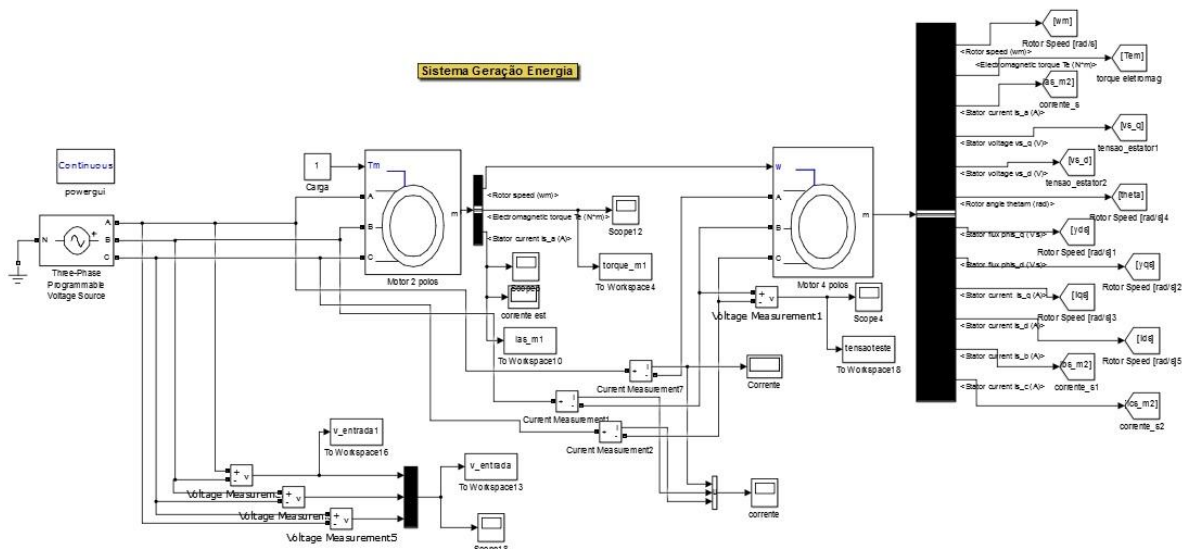 Sistema Geração Energia
Continuous
powergui
N
A
B
C
Three-Phase
Programmable
Voltage Source
1
Carga
Tm
A
B
C
m
Motor 2 polos
<Rotor speed (wm)>
<Electromagnetic torque Te (N*m)>
<Stator current is_a (A)>
Scope12
torque_m1
To Workspace4
corrente est
Ias_m1
To Workspace10
w
A
B
C
m
Motor 4 polos
+
-
v
Voltage Measurement1
Scope4
tensaoteste
To Workspace18
+
i
-
Current Measurement7
Corrente
+
i
-
Current Measurement1
+
i
-
Current Measurement2
corrente
v_entrada1
To Workspace16
v_entrada
To Workspace13
+
-
v
Voltage Measurem
+
-
v
Voltage Measurem
+
-
v
Voltage Measurement5
[wm]
Rotor Speed [rad/s]
<Rotor speed (wm)>
[Tem]
torque eletromag
<Electromagnetic torque Te (N*m)>
corrente_s
<Stator current is_a (A)>
[vs_q]
tensao_estator1
<Stator voltage vs_q (V)>
[vs_d]
tensao_estator2
<Stator voltage vs_d (V)>
[theta]
Rotor Speed [rad/s]4
<Rotor angle thetam (rad)>
[yds]
Rotor Speed [rad/s]1
<Stator flux phis_q (V s)>
[yqs]
Rotor Speed [rad/s]2
<Stator flux phis_d (V s)>
[Iqs]
Rotor Speed [rad/s]3
<Stator current is_q (A)>
[Ids]
Rotor Speed [rad/s]5
<Stator current is_d (A)>
corrente_s1
<Stator current is_b (A)>
corrente_s2
<Stator current is_c (A)>